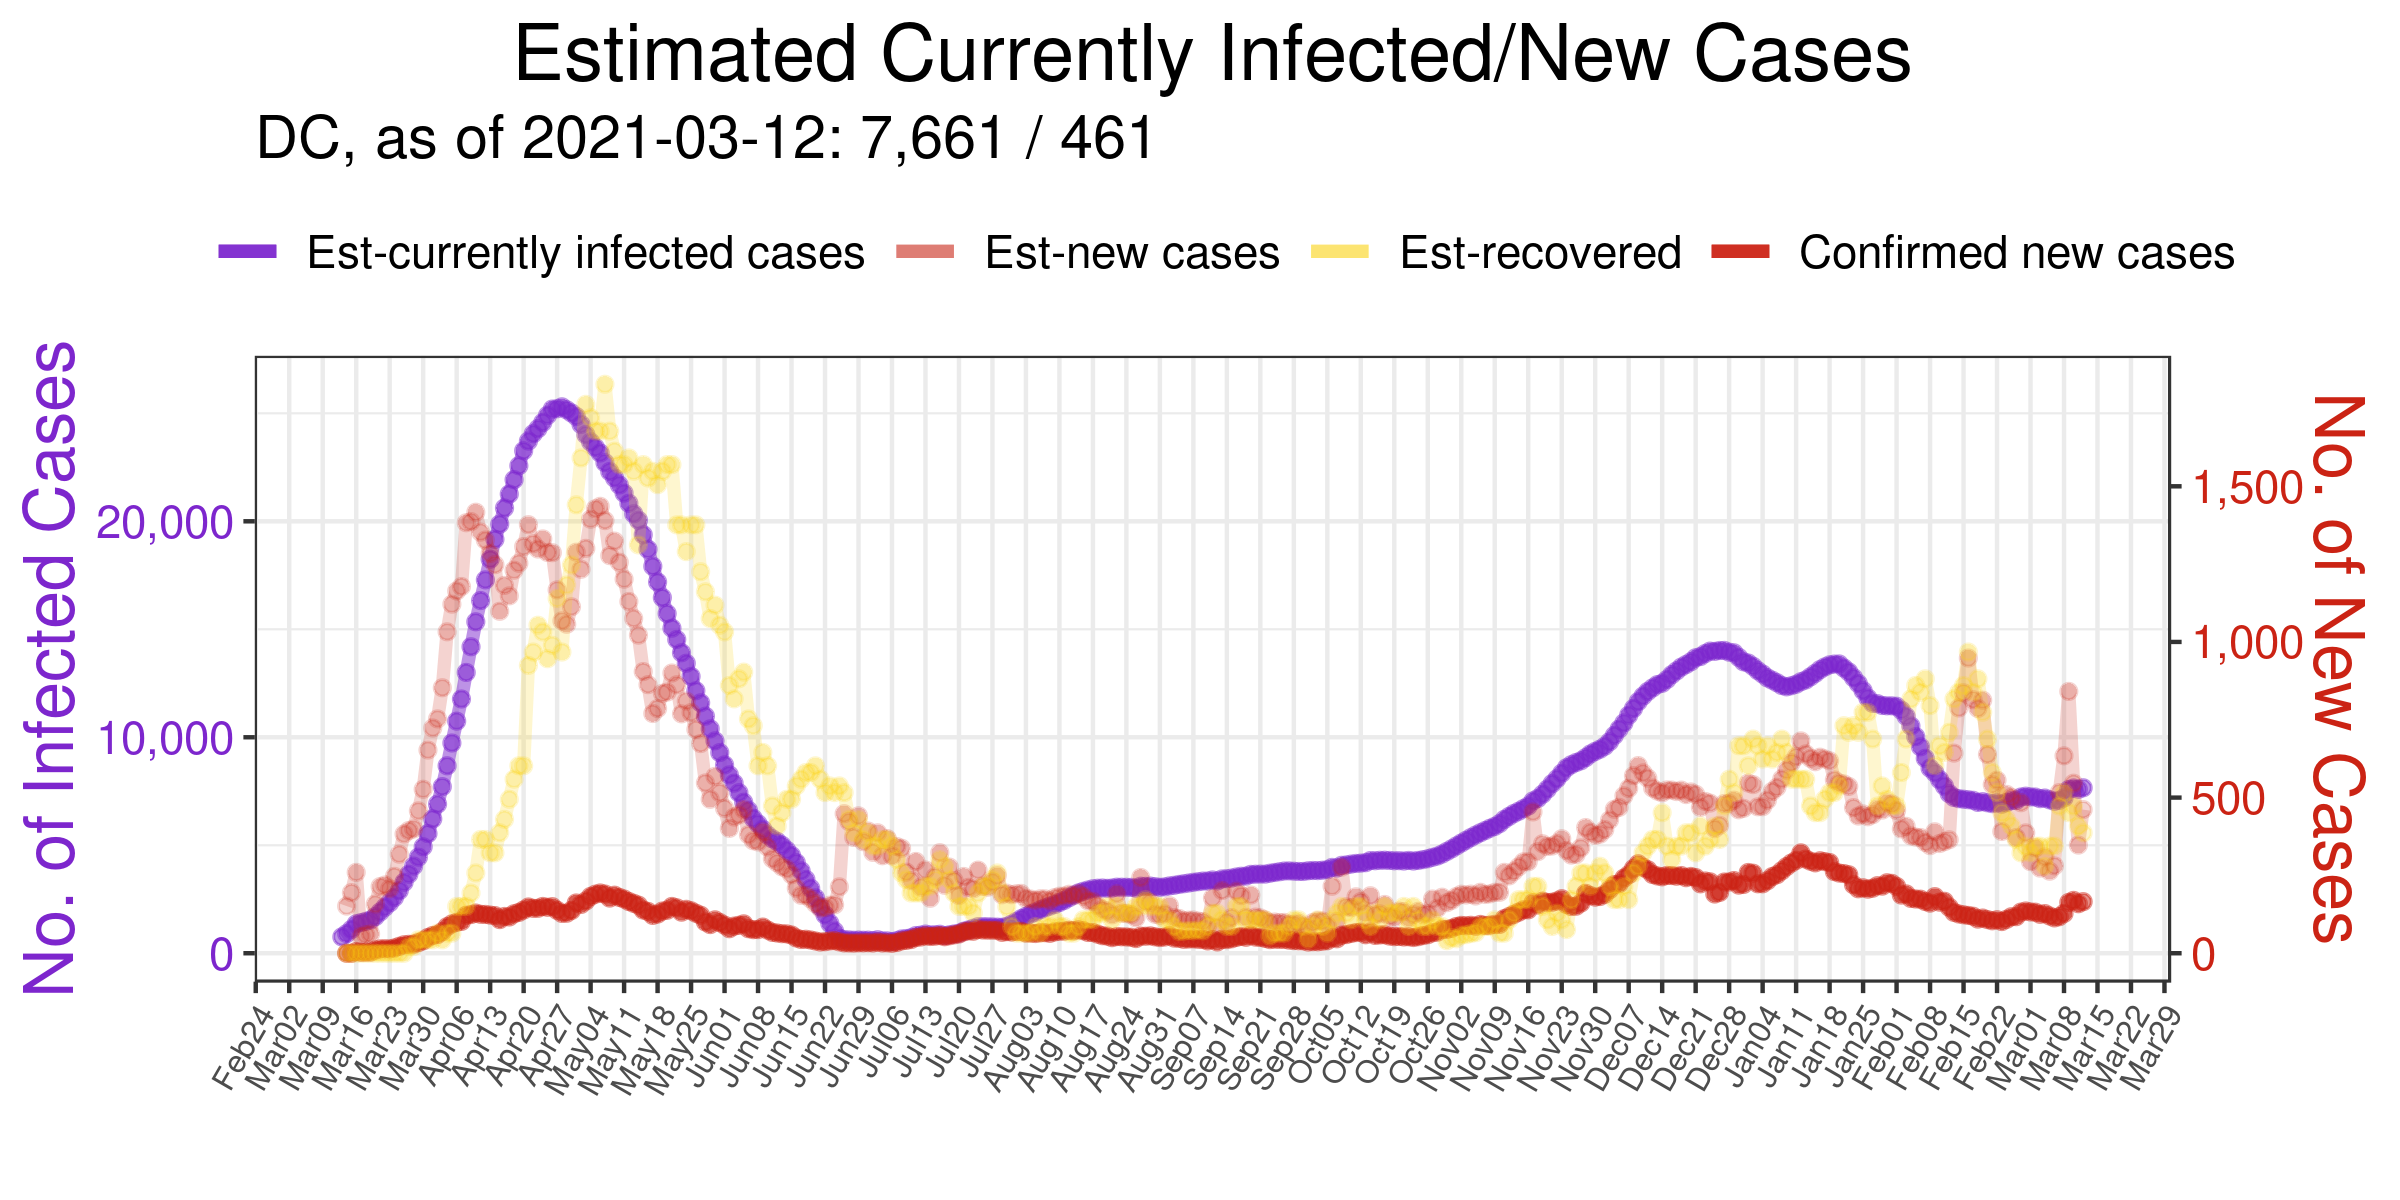 Estimated Currently Infected/New Cases
DC, as of 2021-03-12: 7,661 / 461
Est-currently infected cases
Est-new cases
Est-recovered
Confirmed new cases
No. of Infected Cases
20,000
10,000
0
No. of New Cases
1,500
1,000
500
0
Feb24
Mar02
Mar09
Mar16
Mar23
Mar30
Apr06
Apr13
Apr20
Apr27
May04
May11
May18
May25
Jun01
Jun08
Jun15
Jun22
Jun29
Jul06
Jul13
Jul20
Jul27
Aug03
Aug10
Aug17
Aug24
Aug31
Sep07
Sep14
Sep21
Sep28
Oct05
Oct12
Oct19
Oct26
Nov02
Nov09
Nov16
Nov23
Nov30
Dec07
Dec14
Dec21
Dec28
Jan04
Jan11
Jan18
Jan25
Feb01
Feb08
Feb15
Feb22
Mar01
Mar08
Mar15
Mar22
Mar29